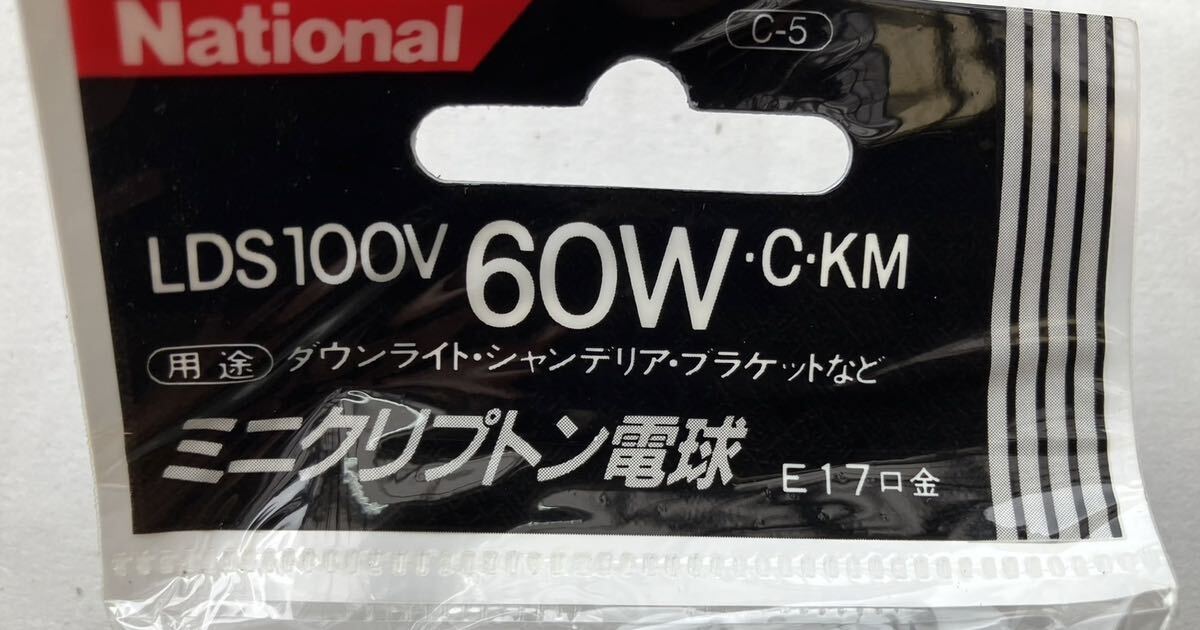 National
C-5
LDS100V 60W・C・KM
用途 ダウンライト・シャンデリア・ブラケットなど
ミニクリプトン電球 E17口金